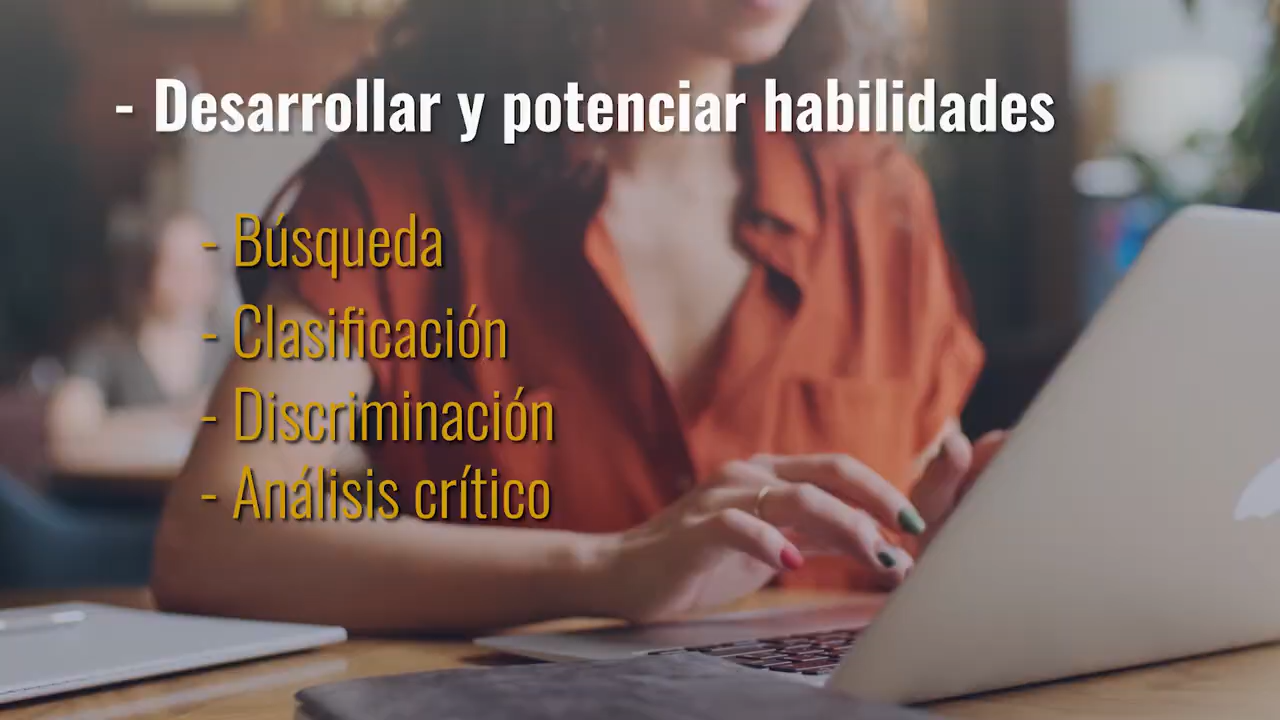 - Desarrollar y potenciar habilidades
- Búsqueda
- Clasificación
- Discriminación
- Análisis crítico